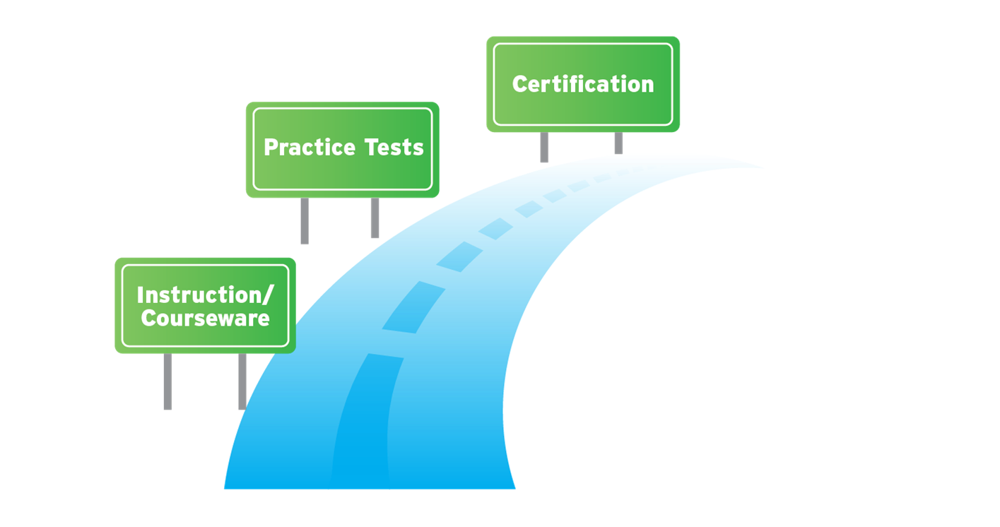 Certification
Practice Tests
Instruction/
Courseware